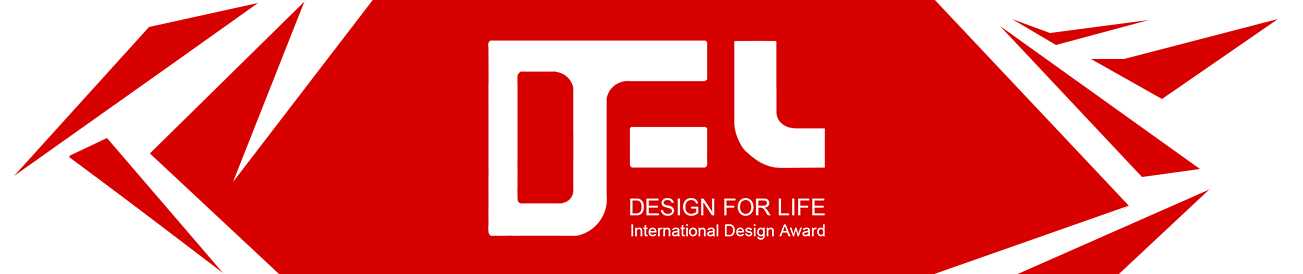 DFL
DESIGN FOR LIFE
International Design Award